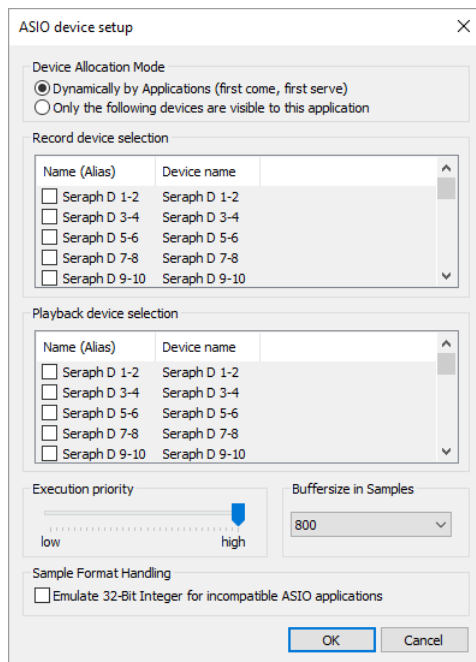 ASIO device setup
Device Allocation Mode
Dynamically by Applications (first come, first serve)
Only the following devices are visible to this application
Record device selection
Name (Alias) Device name
Seraph D 1-2 Seraph D 1-2
Seraph D 3-4 Seraph D 3-4
Seraph D 5-6 Seraph D 5-6
Seraph D 7-8 Seraph D 7-8
Seraph D 9-10 Seraph D 9-10
Playback device selection
Name (Alias) Device name
Seraph D 1-2 Seraph D 1-2
Seraph D 3-4 Seraph D 3-4
Seraph D 5-6 Seraph D 5-6
Seraph D 7-8 Seraph D 7-8
Seraph D 9-10 Seraph D 9-10
Execution priority
low high
Buffersize in Samples
800
Sample Format Handling
Emulate 32-Bit Integer for incompatible ASIO applications
OK Cancel